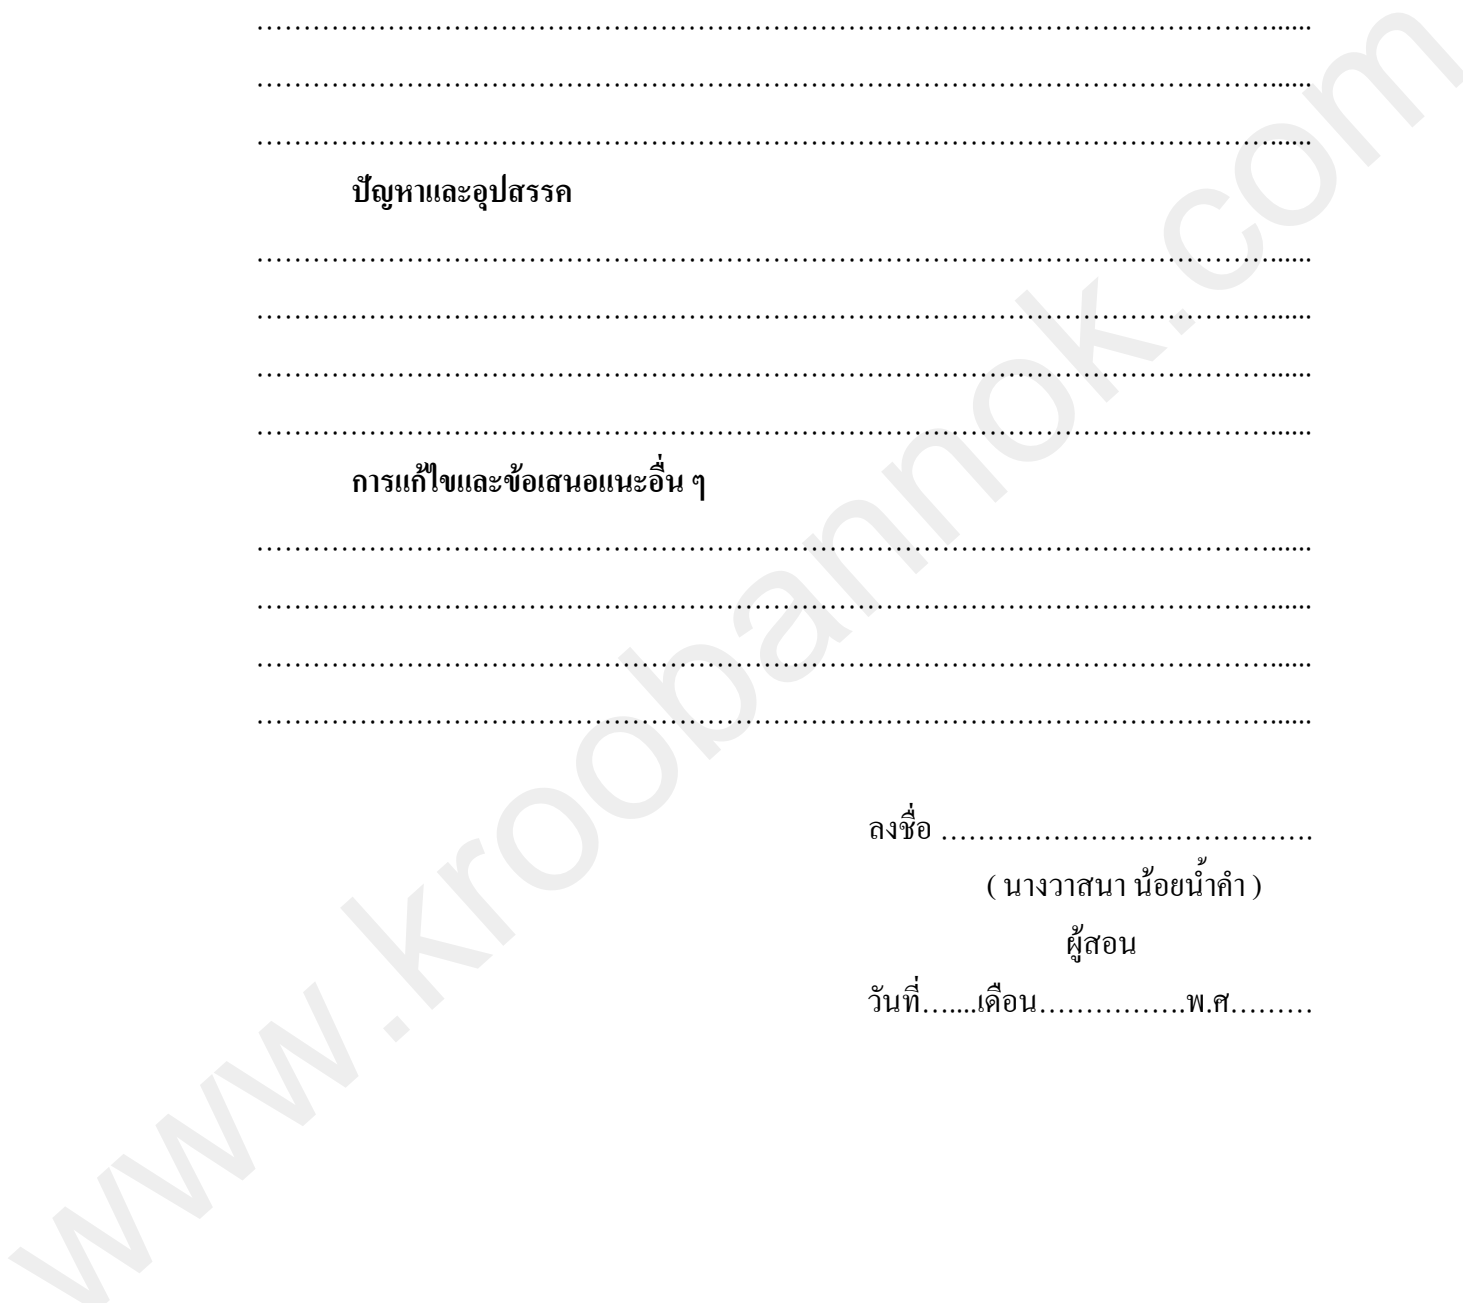 ……………………………………………………………………………………………......
……………………………………………………………………………………………......
……………………………………………………………………………………………......
ปัญหาและอุปสรรค
……………………………………………………………………………………………......
……………………………………………………………………………………………......
……………………………………………………………………………………………......
……………………………………………………………………………………………......
การแก้ไขและข้อเสนอแนะอื่น ๆ
……………………………………………………………………………………………......
……………………………………………………………………………………………......
……………………………………………………………………………………………......
……………………………………………………………………………………………......
ลงชื่อ ………………………………….
( นางวาสนา น้อยน้ำคำ )
ผู้สอน
วันที่…....เดือน…………….พ.ศ………
www.kroobannok.com